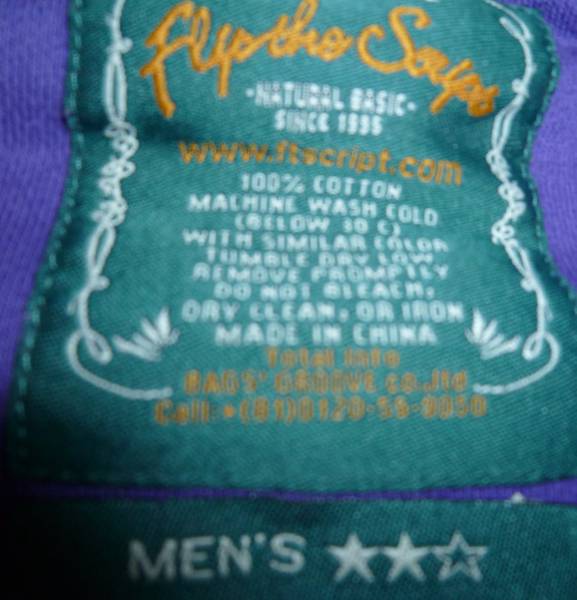 Flip the Script
-NATURAL BASIC-
SINCE 1995
www.ftscript.com
100% COTTON
MACHINE WASH COLD
(BELOW 30 C)
WITH SIMILAR COLOR
TUMBLE DRY LOW.
REMOVE PROMPTLY
DO NOT BLEACH.
DRY CLEAN. OR IRON
MADE IN CHINA
Total Info
BAGS' GROOVE co.,ltd
Call: +(81)0120-59-9050
MEN'S ★★☆